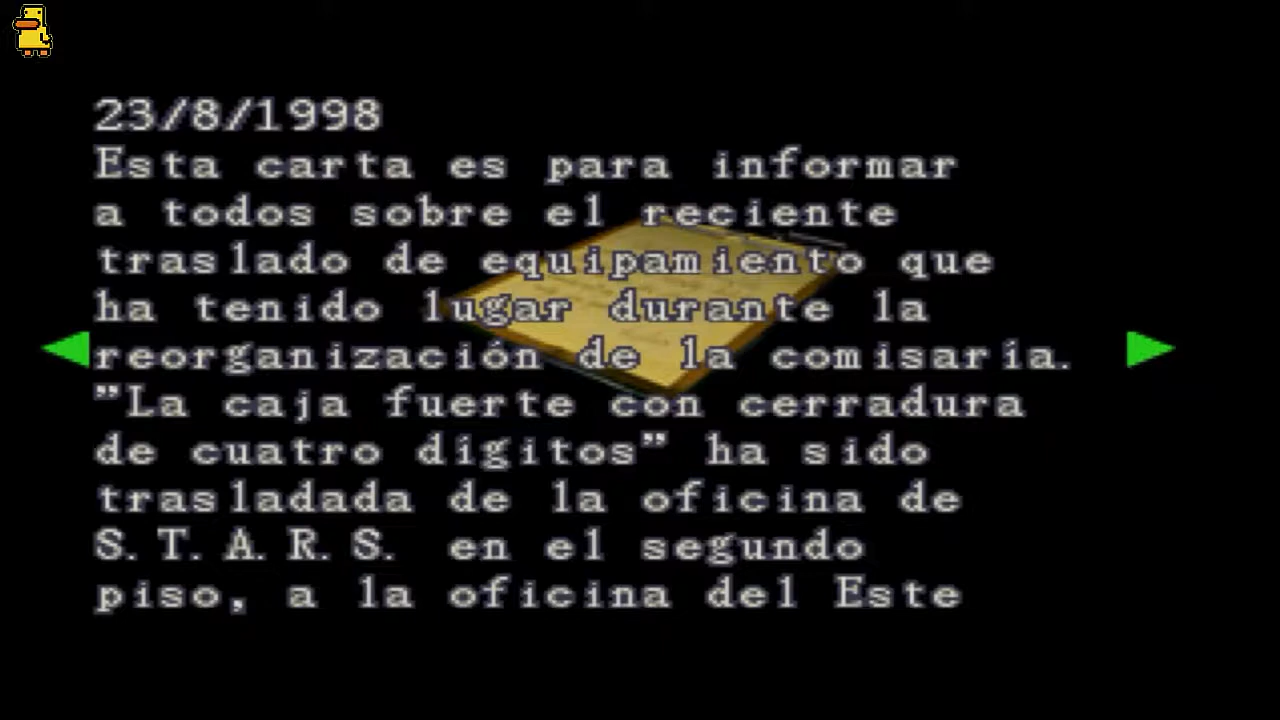 23/8/1998
Esta carta es para informar
a todos sobre el reciente
traslado de equipamiento que
ha tenido lugar durante la
reorganización de la comisaría.
"La caja fuerte con cerradura
de cuatro dígitos" ha sido
trasladada de la oficina de
S.T.A.R.S. en el segundo
piso, a la oficina del Este